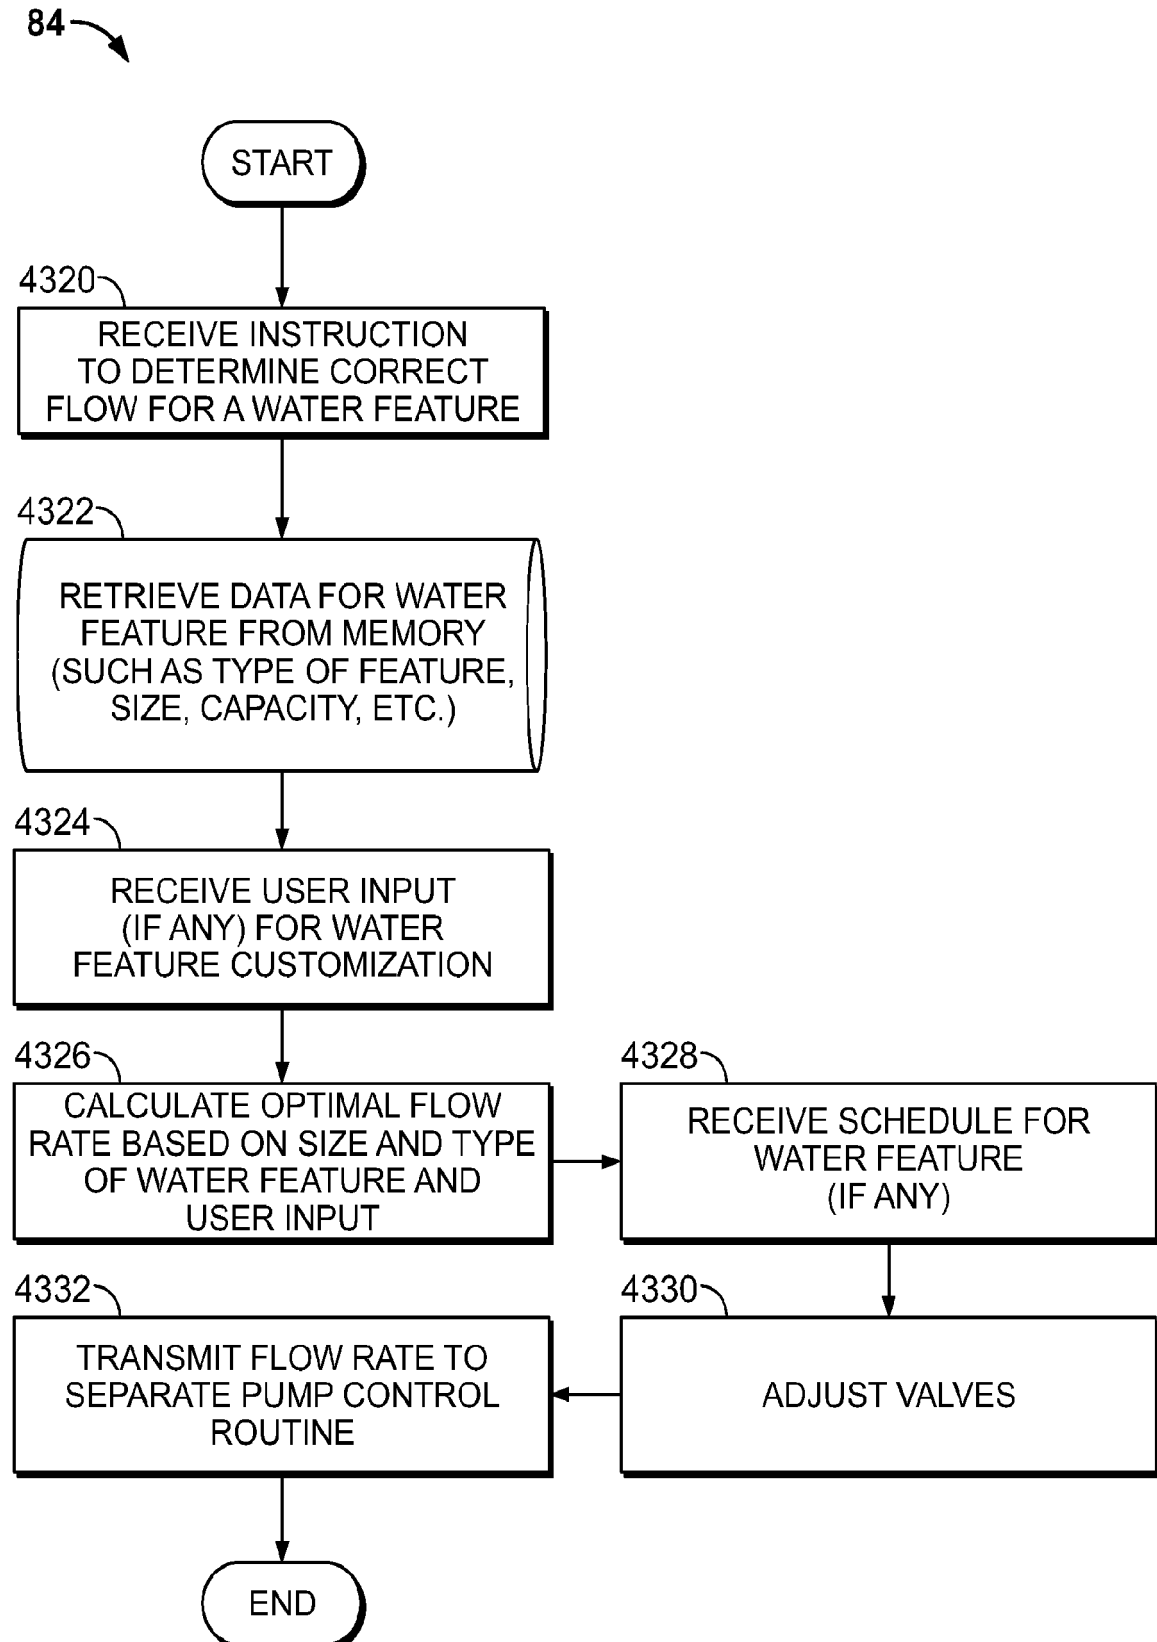 84
START
4320
RECEIVE INSTRUCTION
TO DETERMINE CORRECT
FLOW FOR A WATER FEATURE
4322
RETRIEVE DATA FOR WATER
FEATURE FROM MEMORY
(SUCH AS TYPE OF FEATURE,
SIZE, CAPACITY, ETC.)
4324
RECEIVE USER INPUT
(IF ANY) FOR WATER
FEATURE CUSTOMIZATION
4326
CALCULATE OPTIMAL FLOW
RATE BASED ON SIZE AND TYPE
OF WATER FEATURE AND
USER INPUT
4328
RECEIVE SCHEDULE FOR
WATER FEATURE
(IF ANY)
4330
ADJUST VALVES
4332
TRANSMIT FLOW RATE TO
SEPARATE PUMP CONTROL
ROUTINE
END